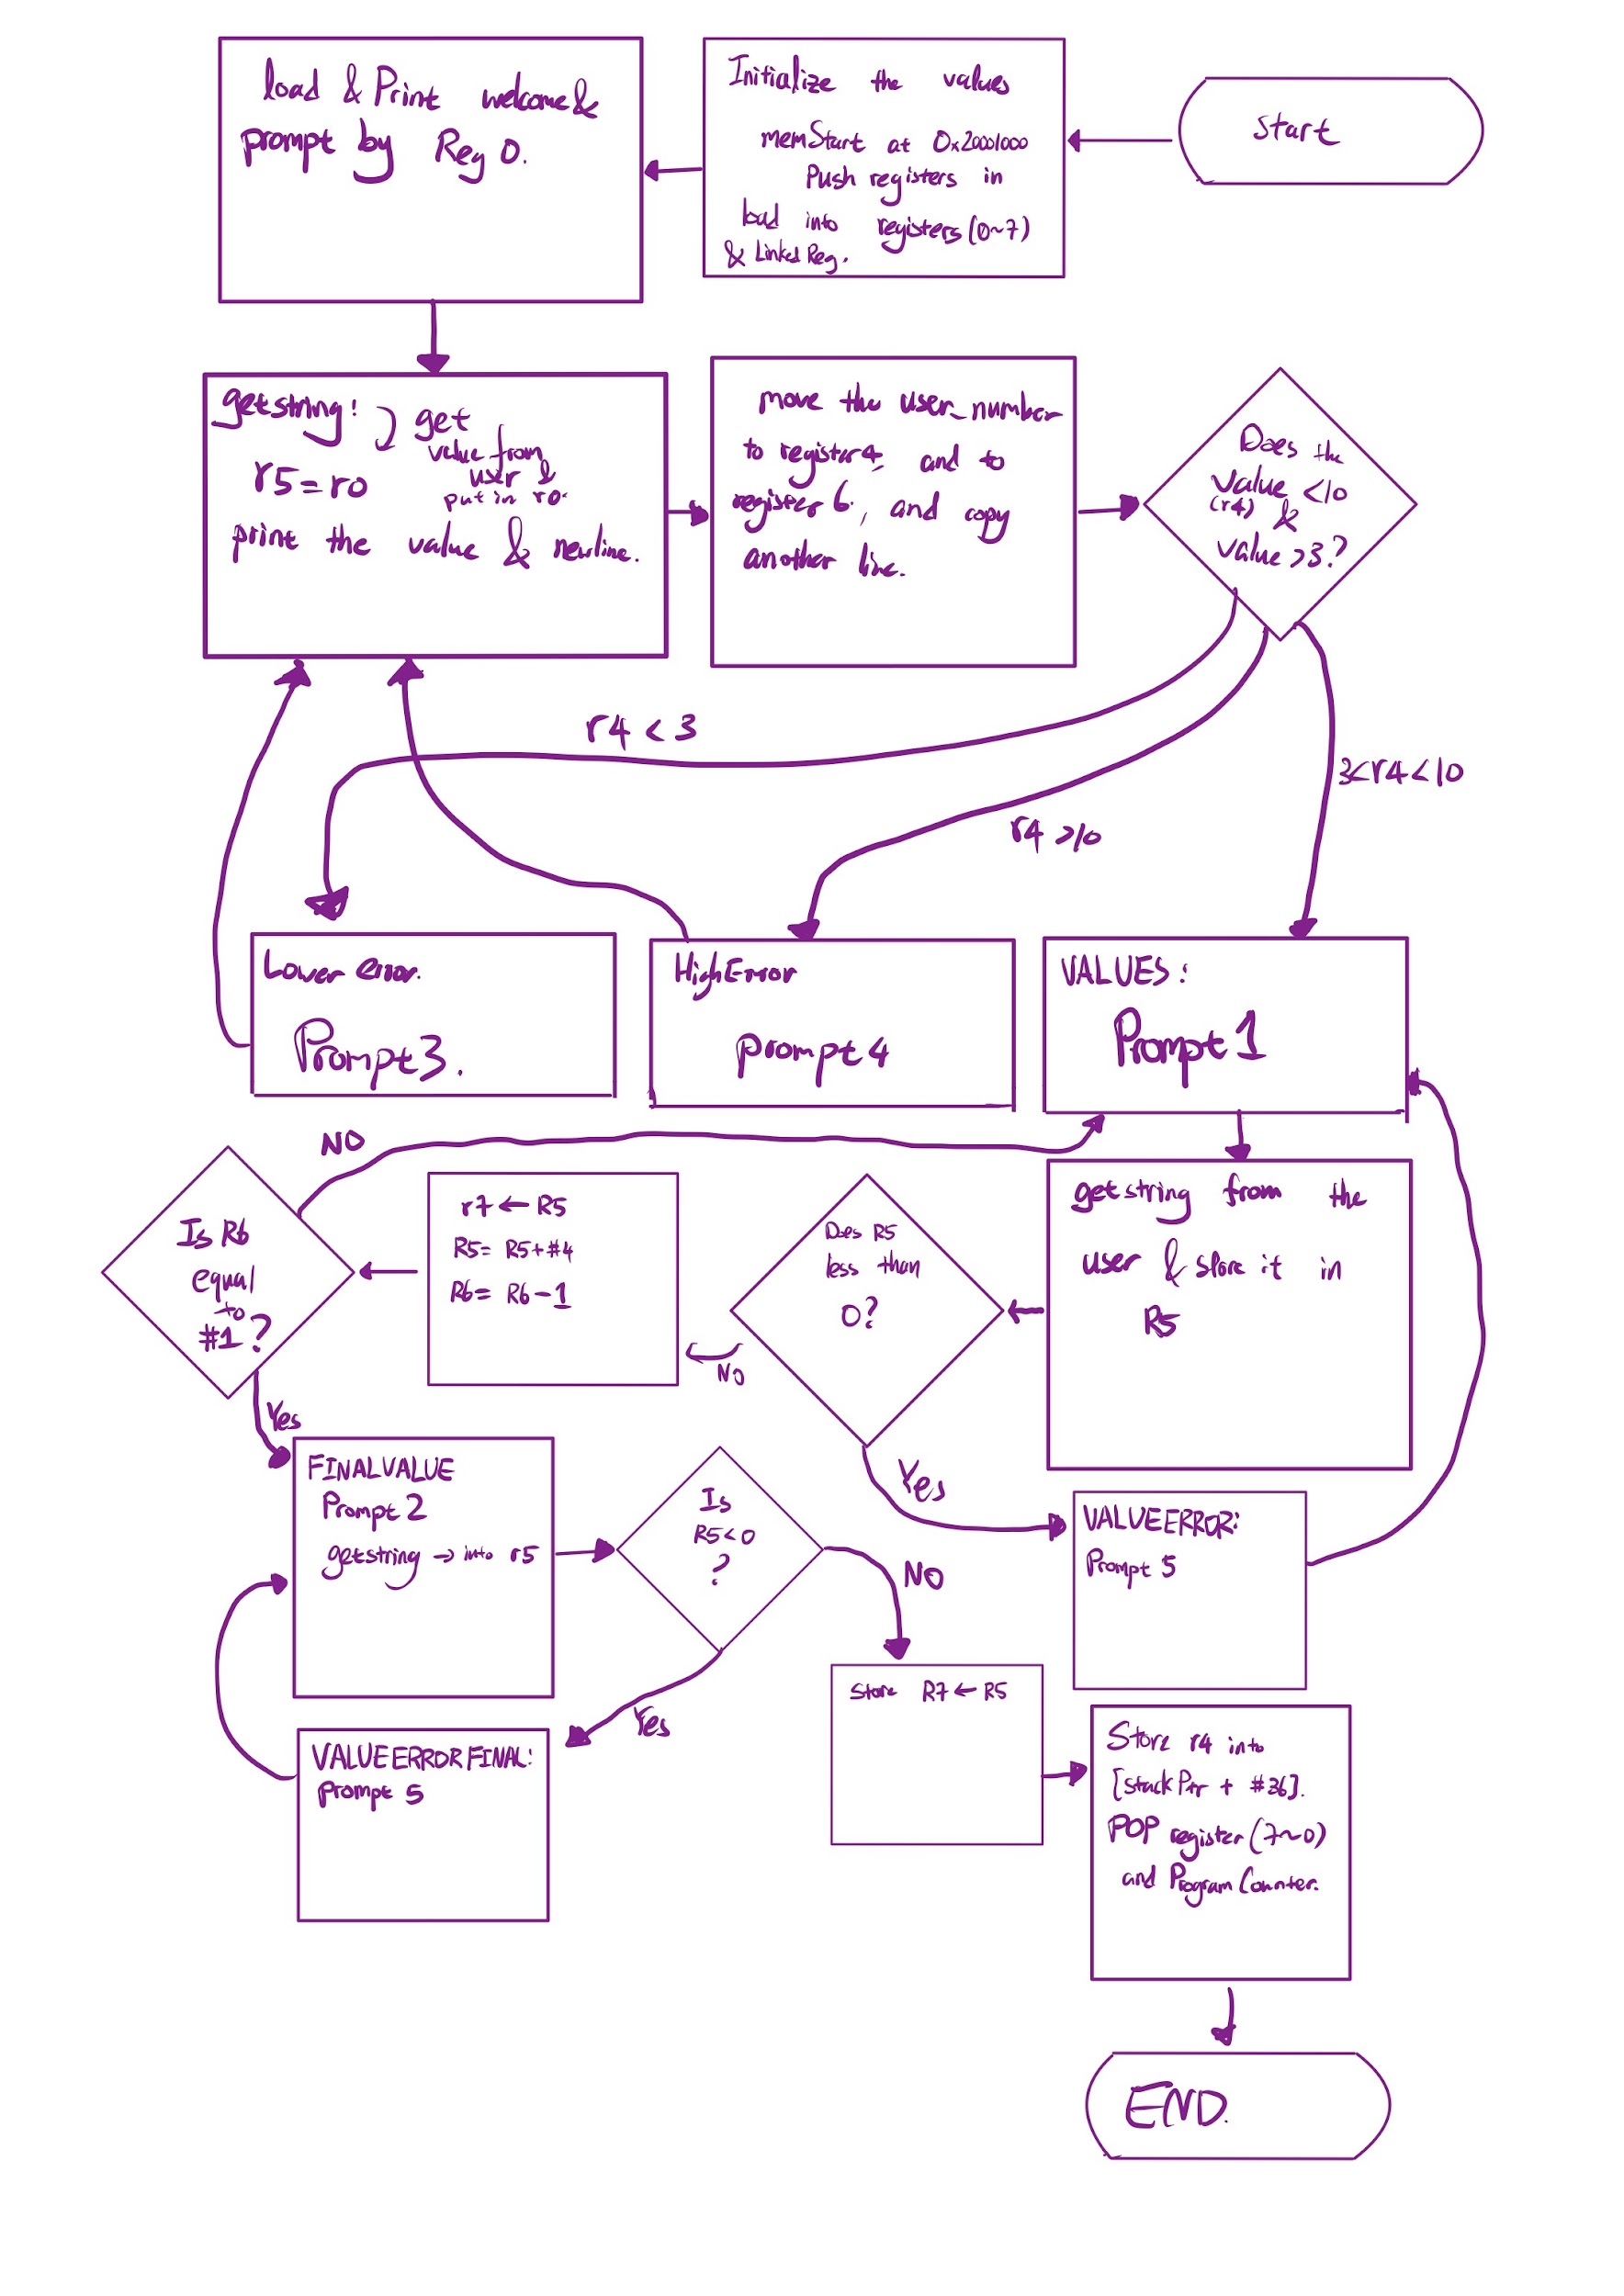 Start
Initialize the values
memStart at 0x20001000
Push registers in
load into registers (0~7)
& Linked Reg.
load & Print welcome &
prompt by Reg 0.
getstring!
r5=r0
get
value from
user &
put in r0.
print the value & newline.
move the user_number
to register4, and to
register 6, and copy
another line.
Does the
value <10
(r4) &
value >3?
r4 < 3
r4 >10
3<r4<10
Lower error.
Prompt3.
HighError
prompt 4
VALUES:
Prompt 1
getstring from the
user & store it in
R5
Does R5
less than
0?
NO
Yes
VALUEERROR:
Prompt 5
r7 ← R5
R5= R5+#4
R6= R6-1
Is R6
equal
to
#1?
NO
Yes
FINALVALUE
Prompt 2
getstring → into r5
Is
R5<0
?
Yes
NO
VALUEERRORFINAL:
Prompt 5
Store R7 ← R5
Store r4 into
[stackPtr + #36].
POP register(7~0)
and Program Counter.
END.